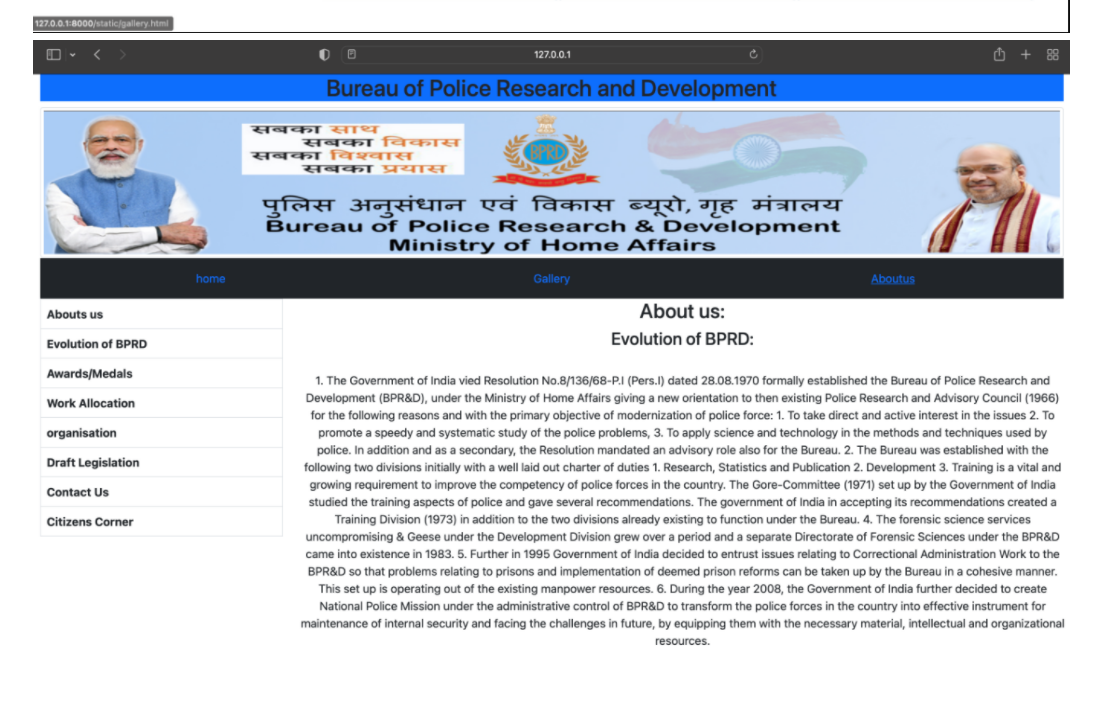 127.0.0.1:8000/static/gallery.html
127.0.0.1
Bureau of Police Research and Development
सबका साथ
सबका विकास
सबका विश्वास
सबका प्रयास
BPRD
पुलिस अनुसंधान एवं विकास ब्यूरो, गृह मंत्रालय
Bureau of Police Research & Development
Ministry of Home Affairs
home Gallery Aboutus
Abouts us
Evolution of BPRD
Awards/Medals
Work Allocation
organisation
Draft Legislation
Contact Us
Citizens Corner
About us:
Evolution of BPRD:
1. The Government of India vied Resolution No.8/136/68-P.I (Pers.I) dated 28.08.1970 formally established the Bureau of Police Research and
Development (BPR&D), under the Ministry of Home Affairs giving a new orientation to then existing Police Research and Advisory Council (1966)
for the following reasons and with the primary objective of modernization of police force: 1. To take direct and active interest in the issues 2. To
promote a speedy and systematic study of the police problems, 3. To apply science and technology in the methods and techniques used by
police. In addition and as a secondary, the Resolution mandated an advisory role also for the Bureau. 2. The Bureau was established with the
following two divisions initially with a well laid out charter of duties 1. Research, Statistics and Publication 2. Development 3. Training is a vital and
growing requirement to improve the competency of police forces in the country. The Gore-Committee (1971) set up by the Government of India
studied the training aspects of police and gave several recommendations. The government of India in accepting its recommendations created a
Training Division (1973) in addition to the two divisions already existing to function under the Bureau. 4. The forensic science services
uncompromising & Geese under the Development Division grew over a period and a separate Directorate of Forensic Sciences under the BPR&D
came into existence in 1983. 5. Further in 1995 Government of India decided to entrust issues relating to Correctional Administration Work to the
BPR&D so that problems relating to prisons and implementation of deemed prison reforms can be taken up by the Bureau in a cohesive manner.
This set up is operating out of the existing manpower resources. 6. During the year 2008, the Government of India further decided to create
National Police Mission under the administrative control of BPR&D to transform the police forces in the country into effective instrument for
maintenance of internal security and facing the challenges in future, by equipping them with the necessary material, intellectual and organizational
resources.